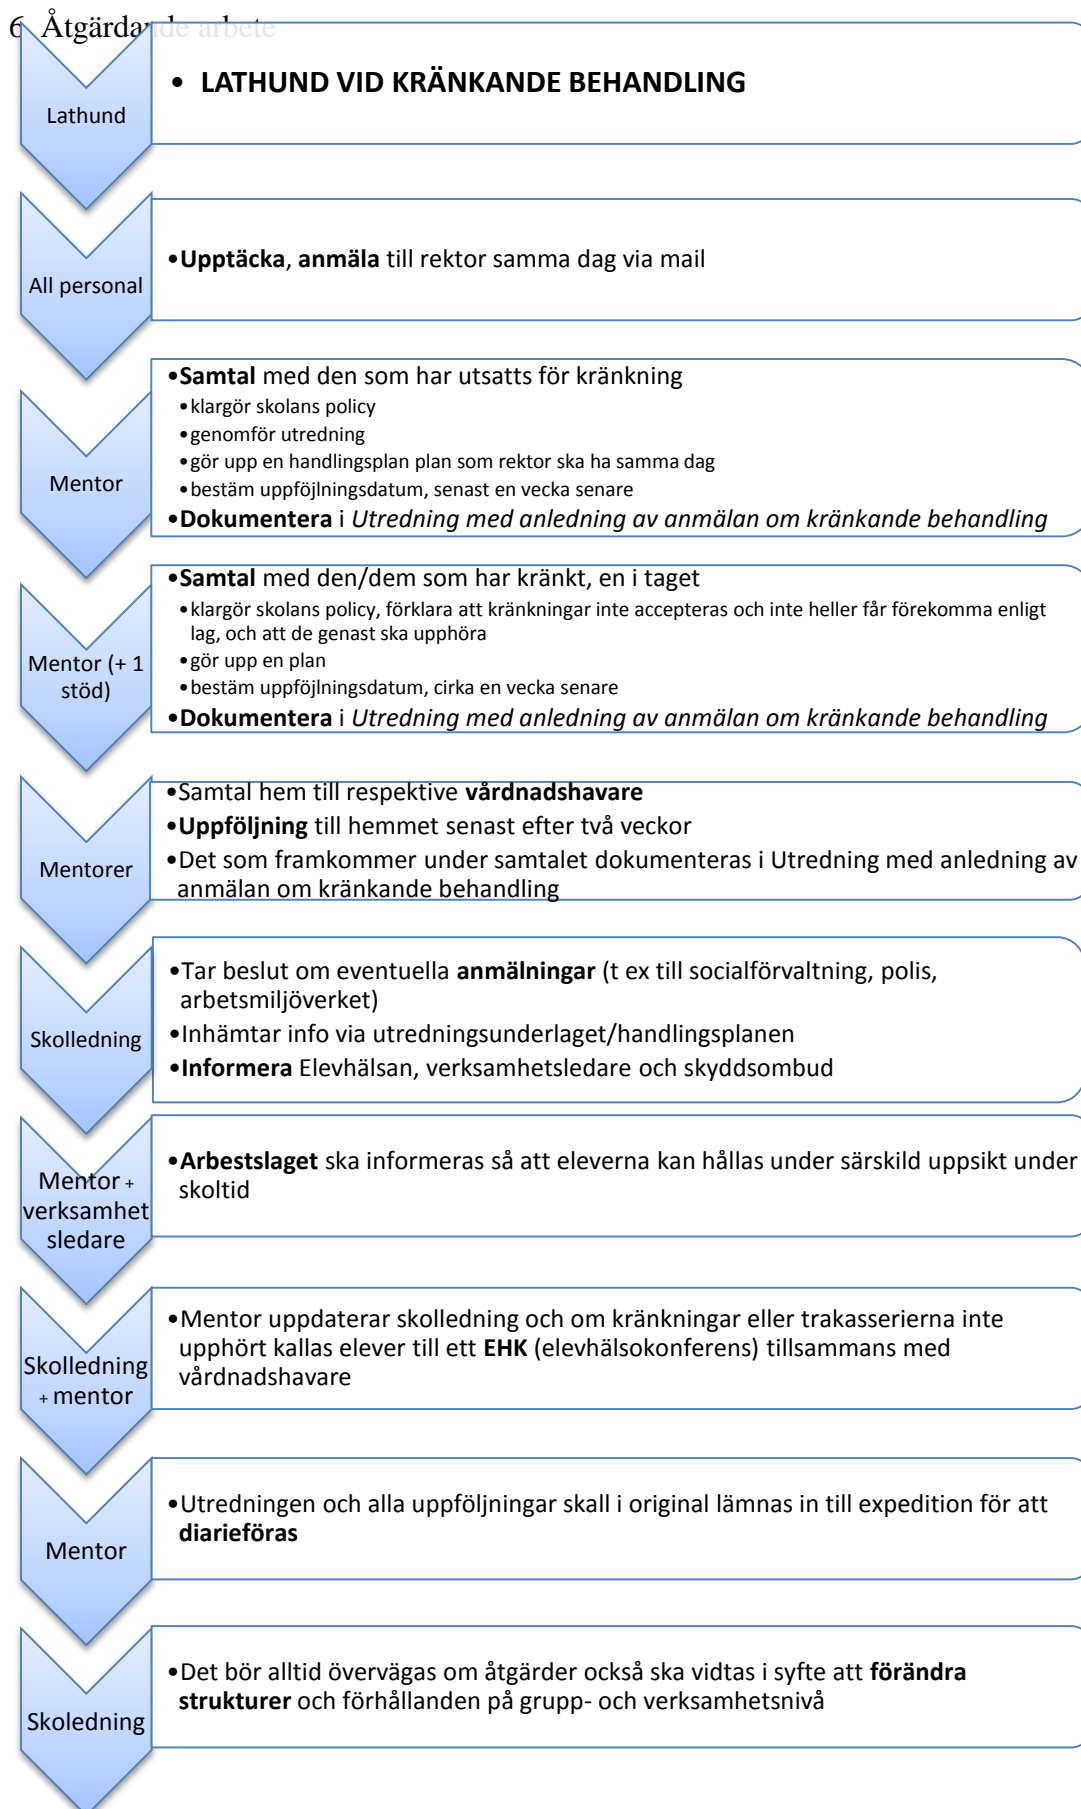 6. Åtgärdande arbete
Lathund
• LATHUND VID KRÄNKANDE BEHANDLING
All personal
•Upptäcka, anmäla till rektor samma dag via mail
Mentor
•Samtal med den som har utsatts för kränkning
•klargör skolans policy
•genomför utredning
•gör upp en handlingsplan plan som rektor ska ha samma dag
•bestäm uppföjlningsdatum, senast en vecka senare
•Dokumentera i Utredning med anledning av anmälan om kränkande behandling
Mentor (+ 1
stöd)
•Samtal med den/dem som har kränkt, en i taget
•klargör skolans policy, förklara att kränkningar inte accepteras och inte heller får förekomma enligt
lag, och att de genast ska upphöra
•gör upp en plan
•bestäm uppföjlningsdatum, cirka en vecka senare
•Dokumentera i Utredning med anledning av anmälan om kränkande behandling
Mentorer
•Samtal hem till respektive vårdnadshavare
•Uppföljning till hemmet senast efter två veckor
•Det som framkommer under samtalet dokumenteras i Utredning med anledning av
anmälan om kränkande behandling
Skolledning
•Tar beslut om eventuella anmälningar (t ex till socialförvaltning, polis,
arbetsmiljöverket)
•Inhämtar info via utredningsunderlaget/handlingsplanen
•Informera Elevhälsan, verksamhetsledare och skyddsombud
Mentor +
verksamhet
sledare
•Arbestslaget ska informeras så att eleverna kan hållas under särskild uppsikt under
skoltid
Skolledning
+ mentor
•Mentor uppdaterar skolledning och om kränkningar eller trakasserierna inte
upphört kallas elever till ett EHK (elevhälsokonferens) tillsammans med
vårdnadshavare
Mentor
•Utredningen och alla uppföljningar skall i original lämnas in till expedition för att
diarieföras
Skoledning
•Det bör alltid övervägas om åtgärder också ska vidtas i syfte att förändra
strukturer och förhållanden på grupp- och verksamhetsnivå